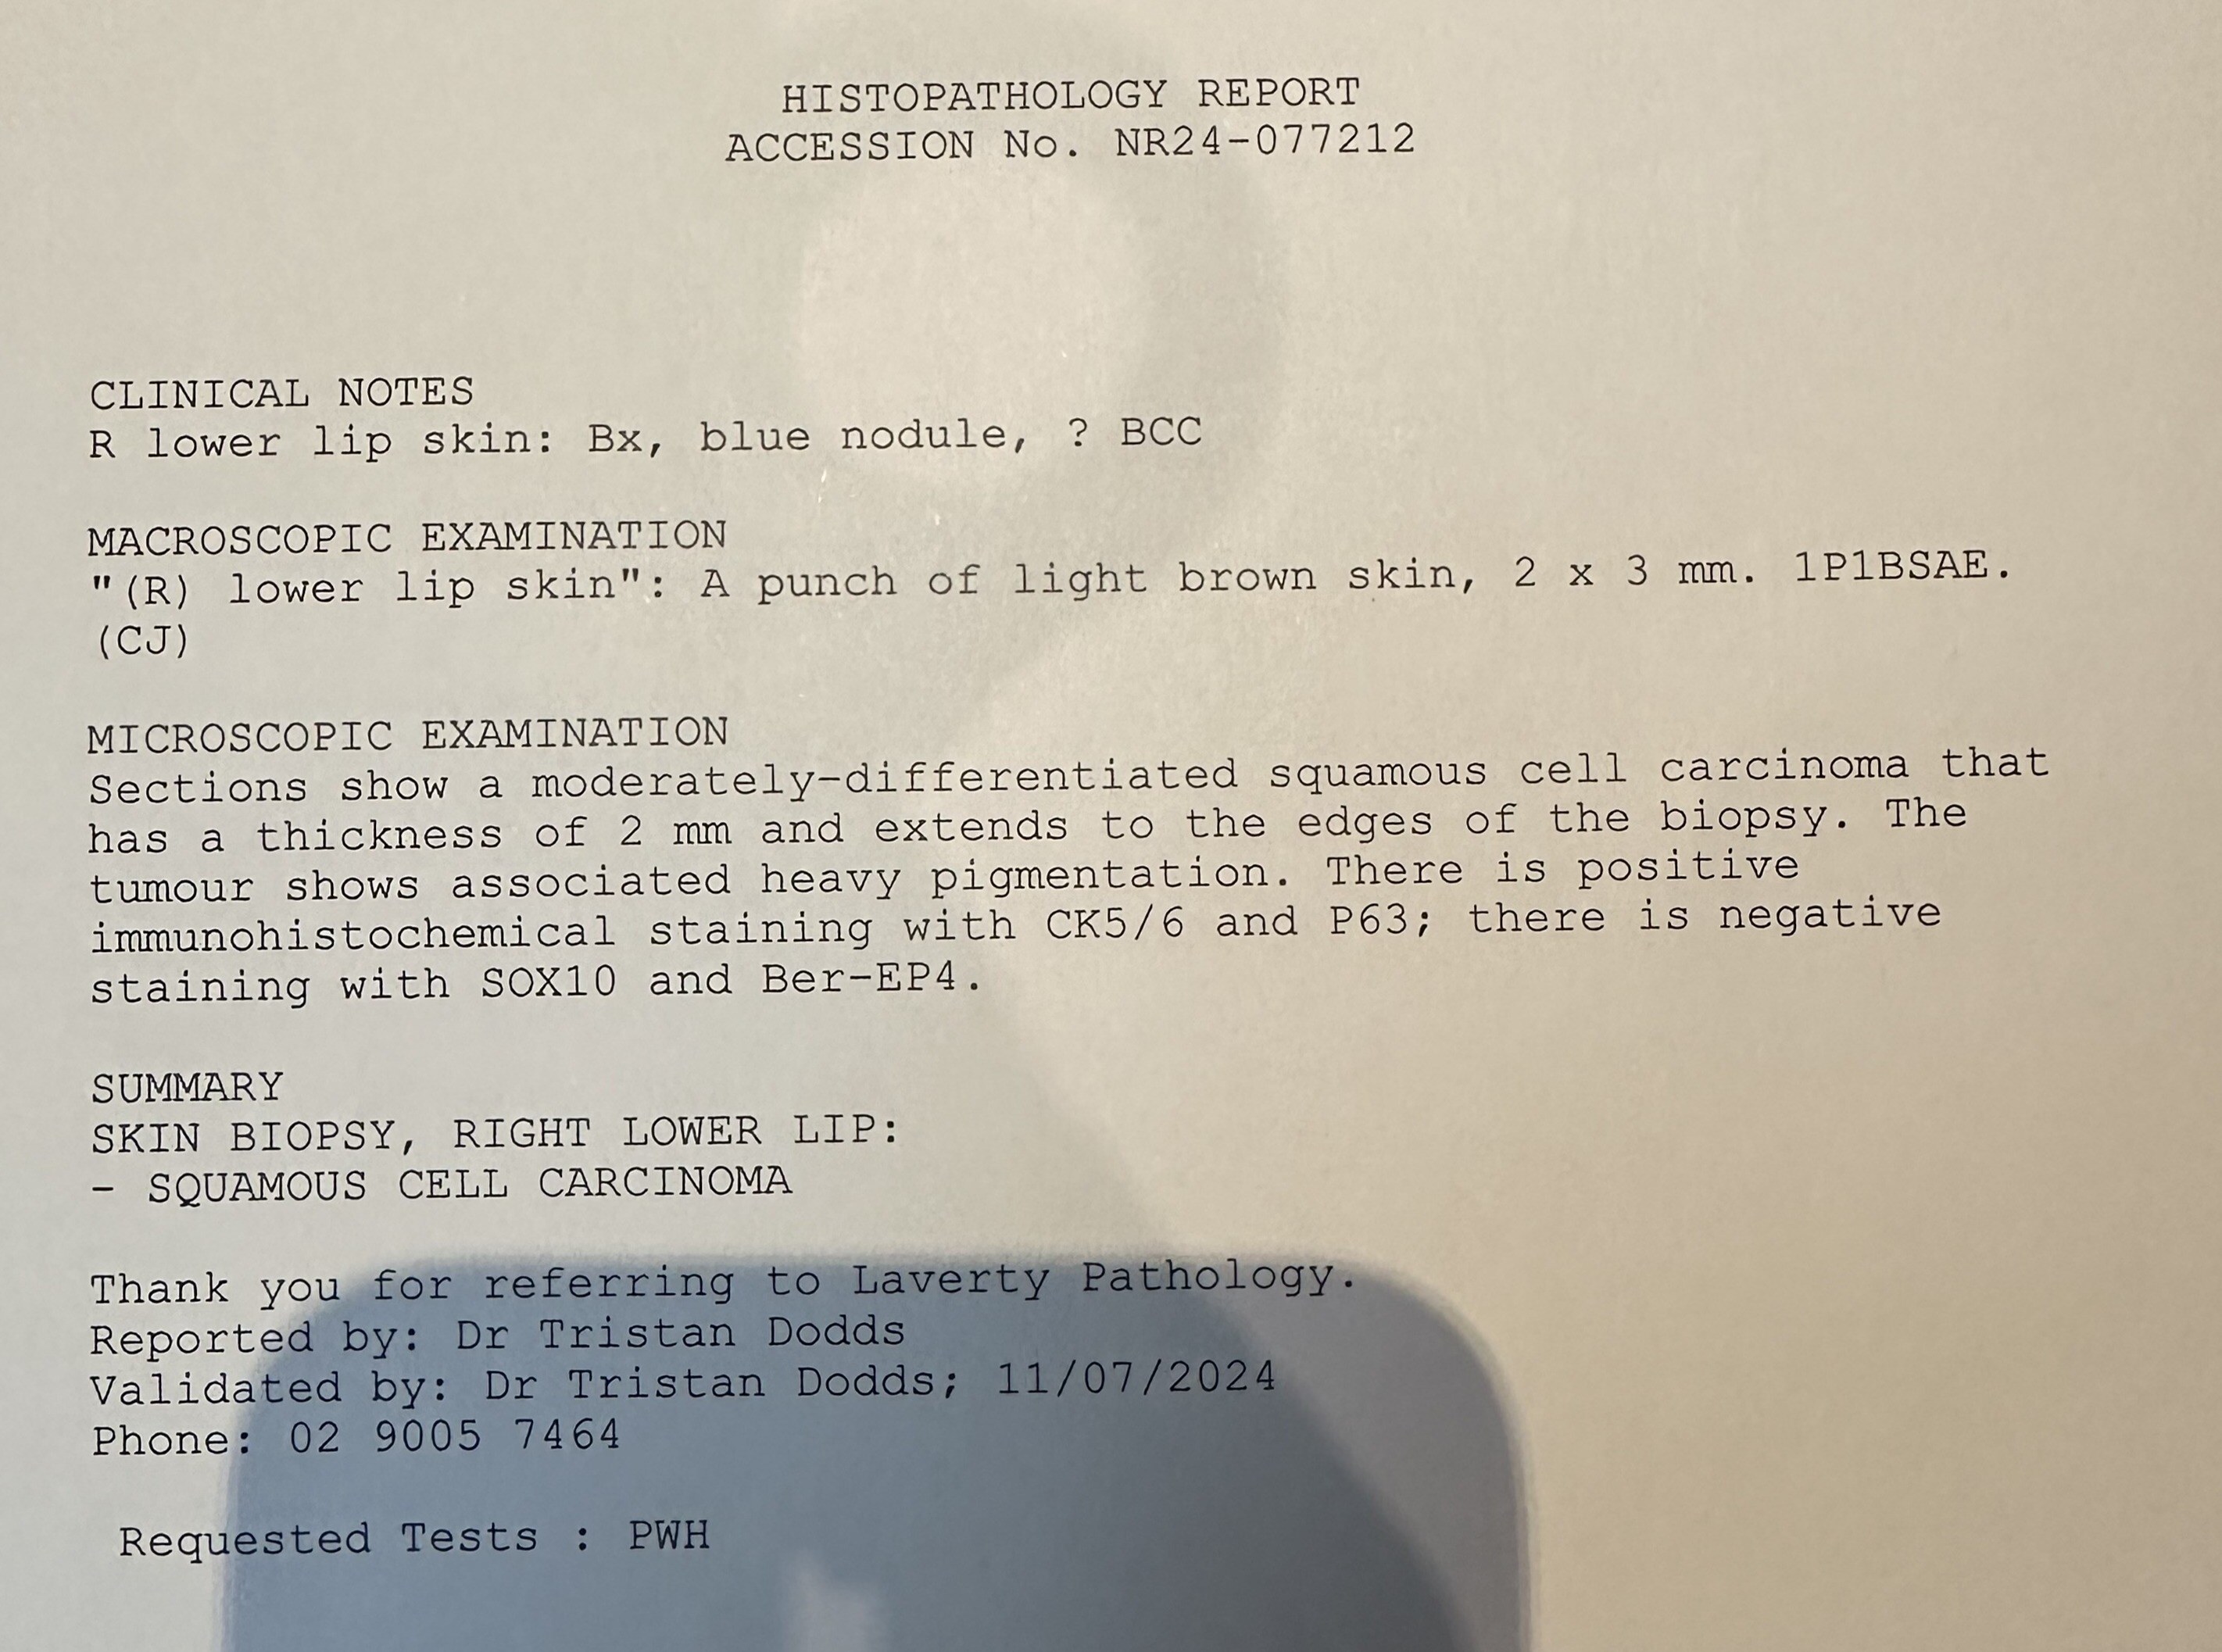 HISTOPATHOLOGY REPORT
ACCESSION No. NR24-077212
CLINICAL NOTES
R lower lip skin: Bx, blue nodule, ? BCC
MACROSCOPIC EXAMINATION
"(R) lower lip skin": A punch of light brown skin, 2 x 3 mm. 1P1BSAE.
(CJ)
MICROSCOPIC EXAMINATION
Sections show a moderately-differentiated squamous cell carcinoma that
has a thickness of 2 mm and extends to the edges of the biopsy. The
tumour shows associated heavy pigmentation. There is positive
immunohistochemical staining with CK5/6 and P63; there is negative
staining with SOX10 and Ber-EP4.
SUMMARY
SKIN BIOPSY, RIGHT LOWER LIP:
- SQUAMOUS CELL CARCINOMA
Thank you for referring to Laverty Pathology.
Reported by: Dr Tristan Dodds
Validated by: Dr Tristan Dodds; 11/07/2024
Phone: 02 9005 7464
Requested Tests : PWH